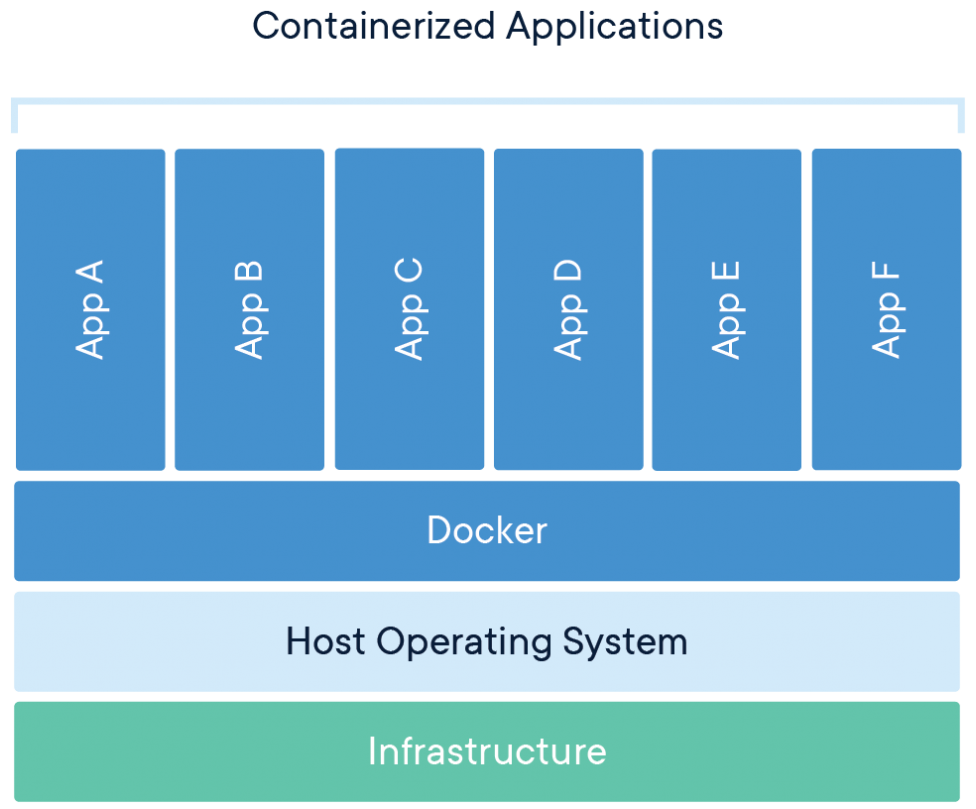 Containerized Applications
App A
App B
App C
App D
App E
App F
Docker
Host Operating System
Infrastructure